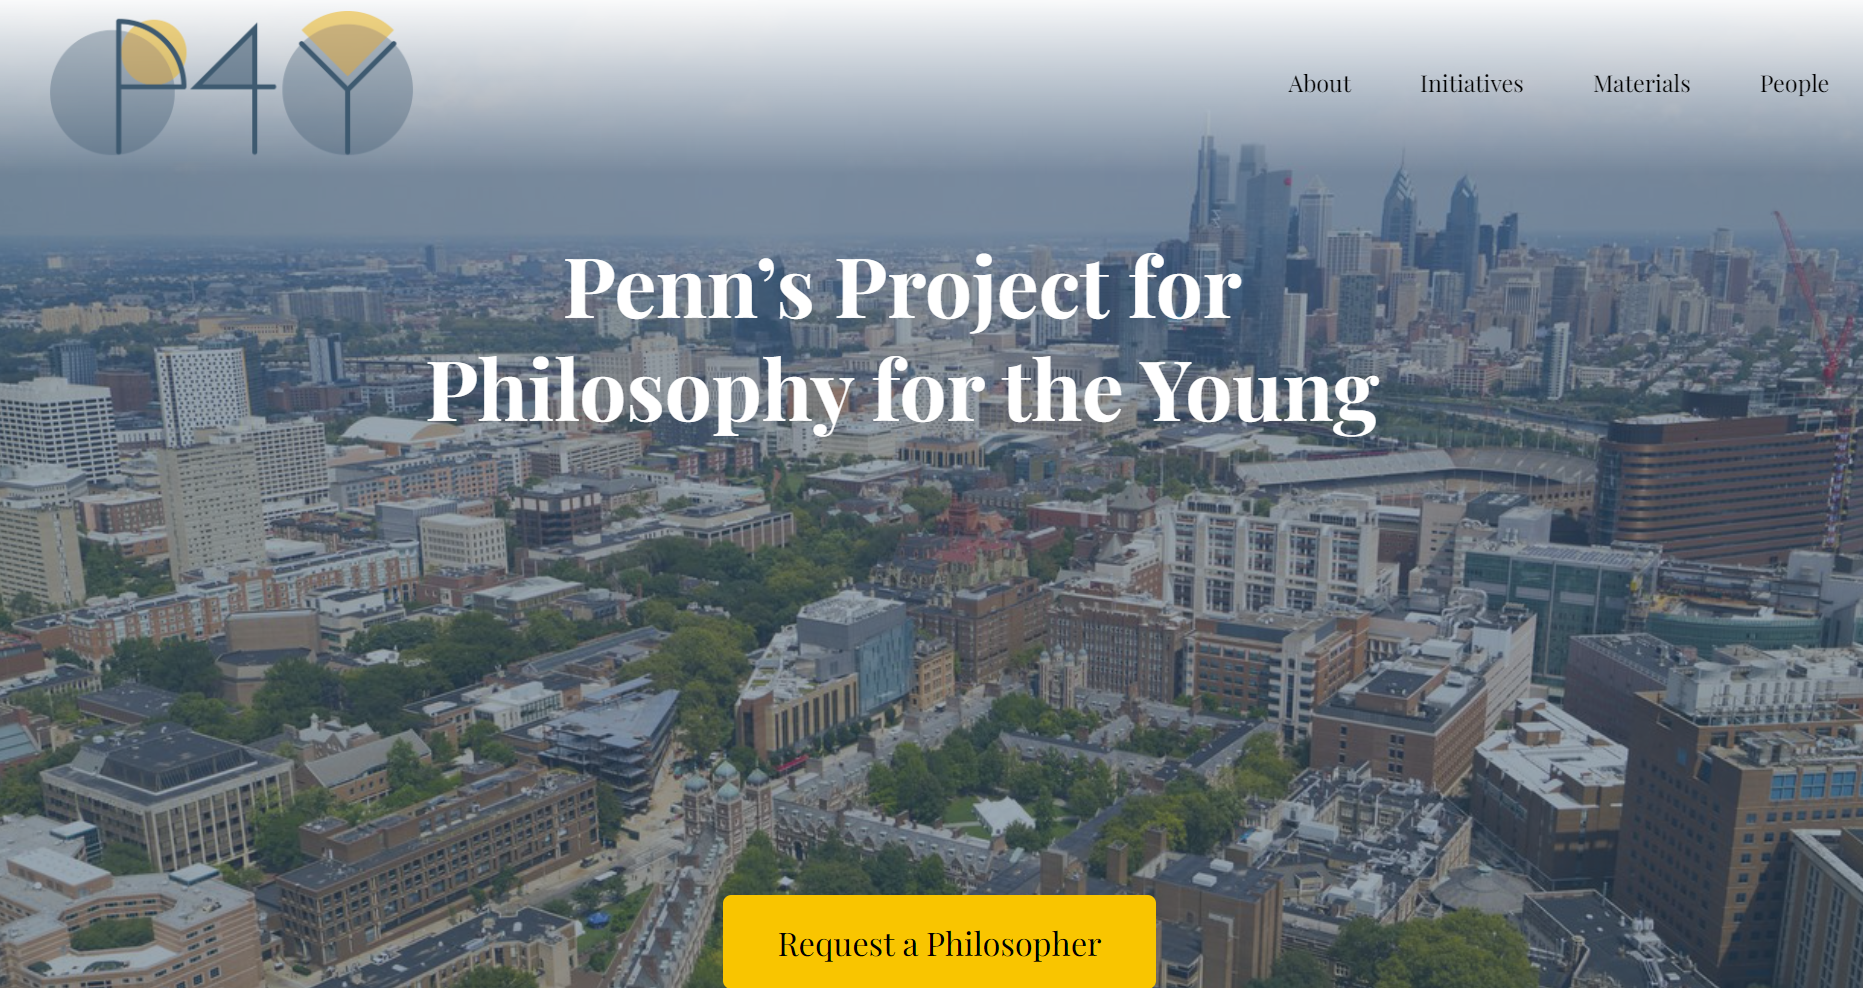 P4Y
About
Initiatives
Materials
People
Penn’s Project for
Philosophy for the Young
Request a Philosopher